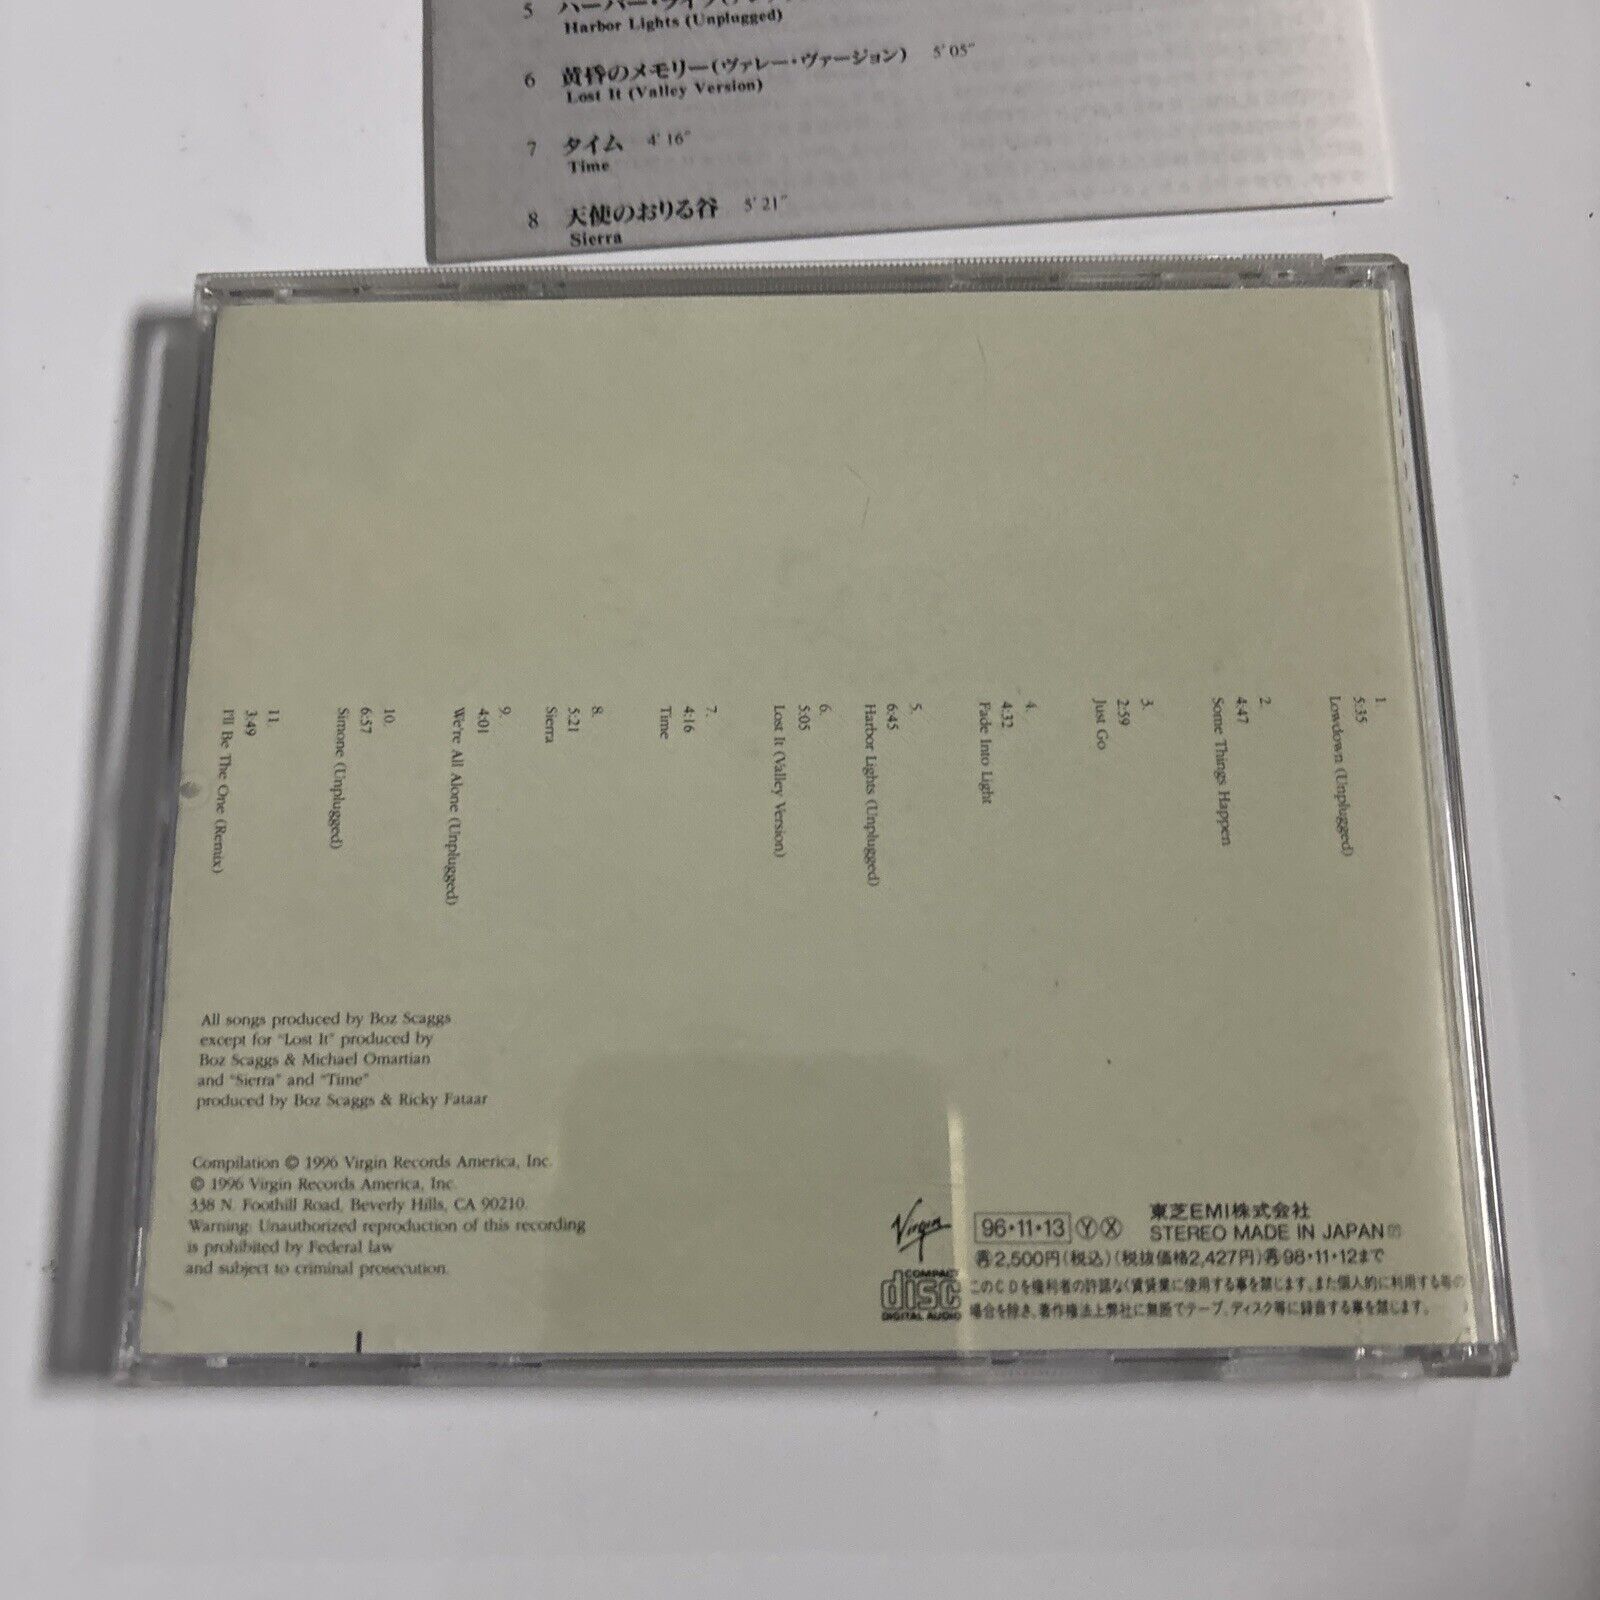 5
Harbor Lights (Unplugged)
6 黄昏のメモリー(ヴァレー・ヴァージョン) 5'05"
Lost It (Valley Version)
7 タイム 4'16"
Time
8 天使のおりる谷 5'21"
Sierra
1.
5:35
Lowdown (Unplugged)
2.
4:47
Some Things Happen
3.
2:59
Just Go
4.
4:32
Fade Into Light
5.
6:45
Harbor Lights (Unplugged)
6.
5:05
Lost It (Valley Version)
7.
4:16
Time
8.
5:21
Sierra
9.
4:01
We're All Alone (Unplugged)
10.
6:57
Simone (Unplugged)
11.
3:49
I'll Be The One (Remix)
All songs produced by Boz Scaggs
except for "Lost It" produced by
Boz Scaggs & Michael Omartian
and "Sierra" and "Time"
produced by Boz Scaggs & Ricky Fataar
Compilation © 1996 Virgin Records America, Inc.
© 1996 Virgin Records America, Inc.
338 N. Foothill Road, Beverly Hills, CA 90210.
Warning: Unauthorized reproduction of this recording
is prohibited by Federal law
and subject to criminal prosecution.
Virgin
96・11・13 Ⓨ Ⓧ
東芝EMI株式会社
STEREO MADE IN JAPAN
2,500円(税込)(税抜価格2,427円) 98・11・12まで
COMPACT
disc
DIGITAL AUDIO
このCDを権利者の許諾なく賃貸業に使用する事を禁じます。また個人的に利用する等の
場合を除き、著作権法上弊社に無断でテープ、ディスク等に録音する事を禁じます。